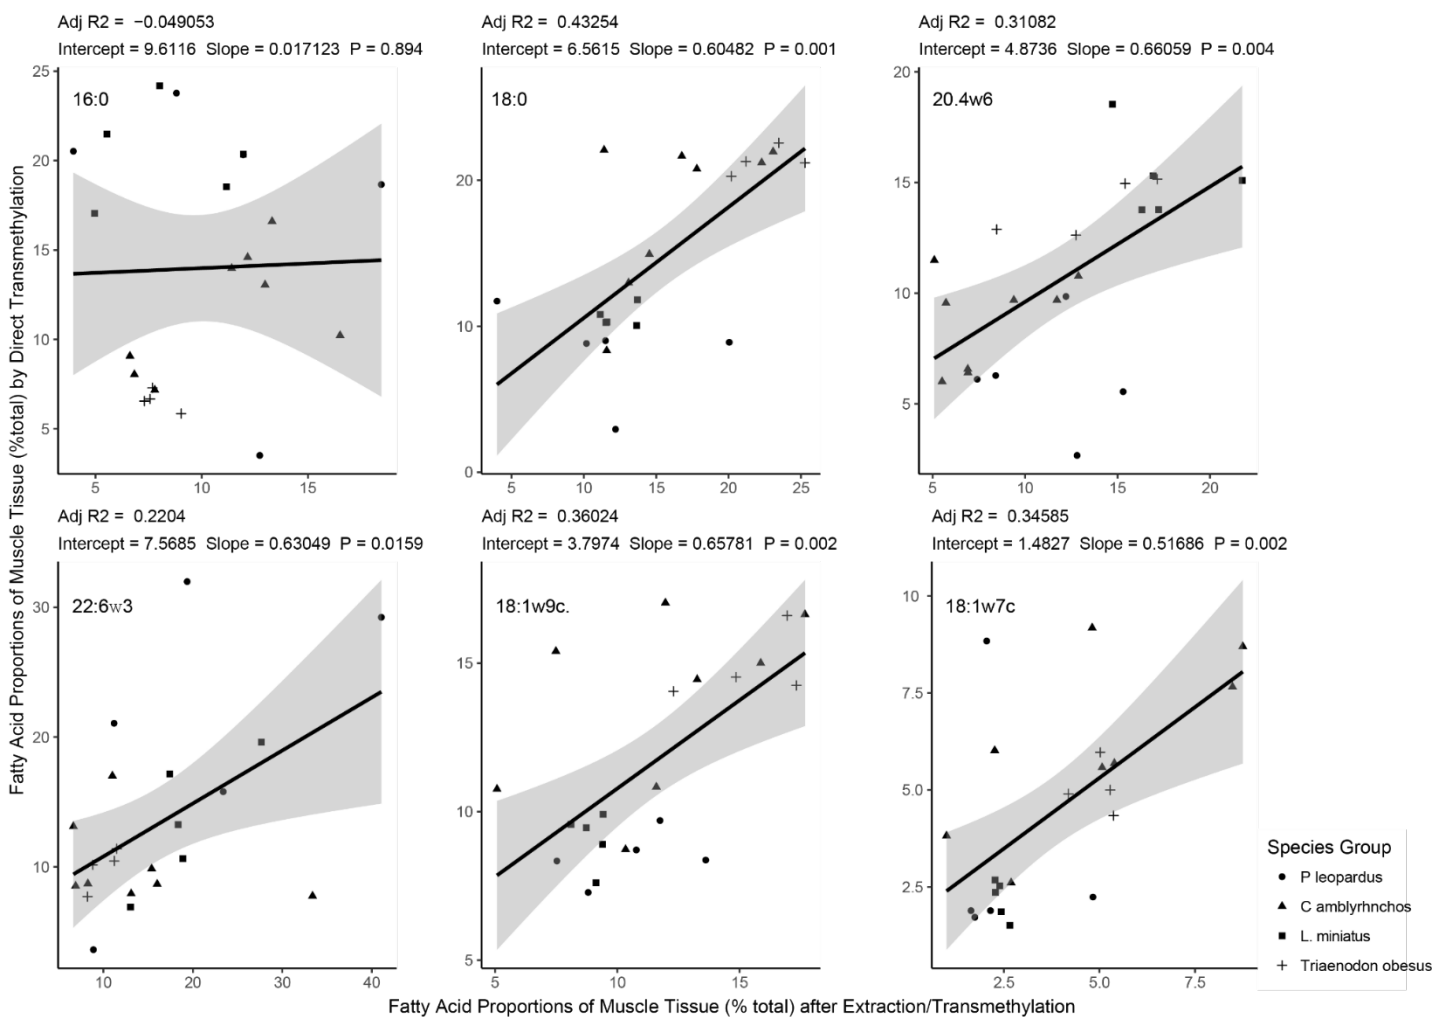 Adj R2 = −0.049053
Intercept = 9.6116 Slope = 0.017123 P = 0.894
16:0
25
20
15
10
5
5 10 15
Adj R2 = 0.43254
Intercept = 6.5615 Slope = 0.60482 P = 0.001
18:0
20
10
0
5 10 15 20 25
Adj R2 = 0.31082
Intercept = 4.8736 Slope = 0.66059 P = 0.004
20.4w6
20
15
10
5
5 10 15 20
Adj R2 = 0.2204
Intercept = 7.5685 Slope = 0.63049 P = 0.0159
22:6w3
30
20
10
10 20 30 40
Adj R2 = 0.36024
Intercept = 3.7974 Slope = 0.65781 P = 0.002
18:1w9c.
15
10
5
5 10 15
Adj R2 = 0.34585
Intercept = 1.4827 Slope = 0.51686 P = 0.002
18:1w7c
10
7.5
5.0
2.5
2.5 5.0 7.5
Species Group
P leopardus
C amblyrhnchos
L. miniatus
Triaenodon obesus
Fatty Acid Proportions of Muscle Tissue (%total) by Direct Transmethylation
Fatty Acid Proportions of Muscle Tissue (% total) after Extraction/Transmethylation